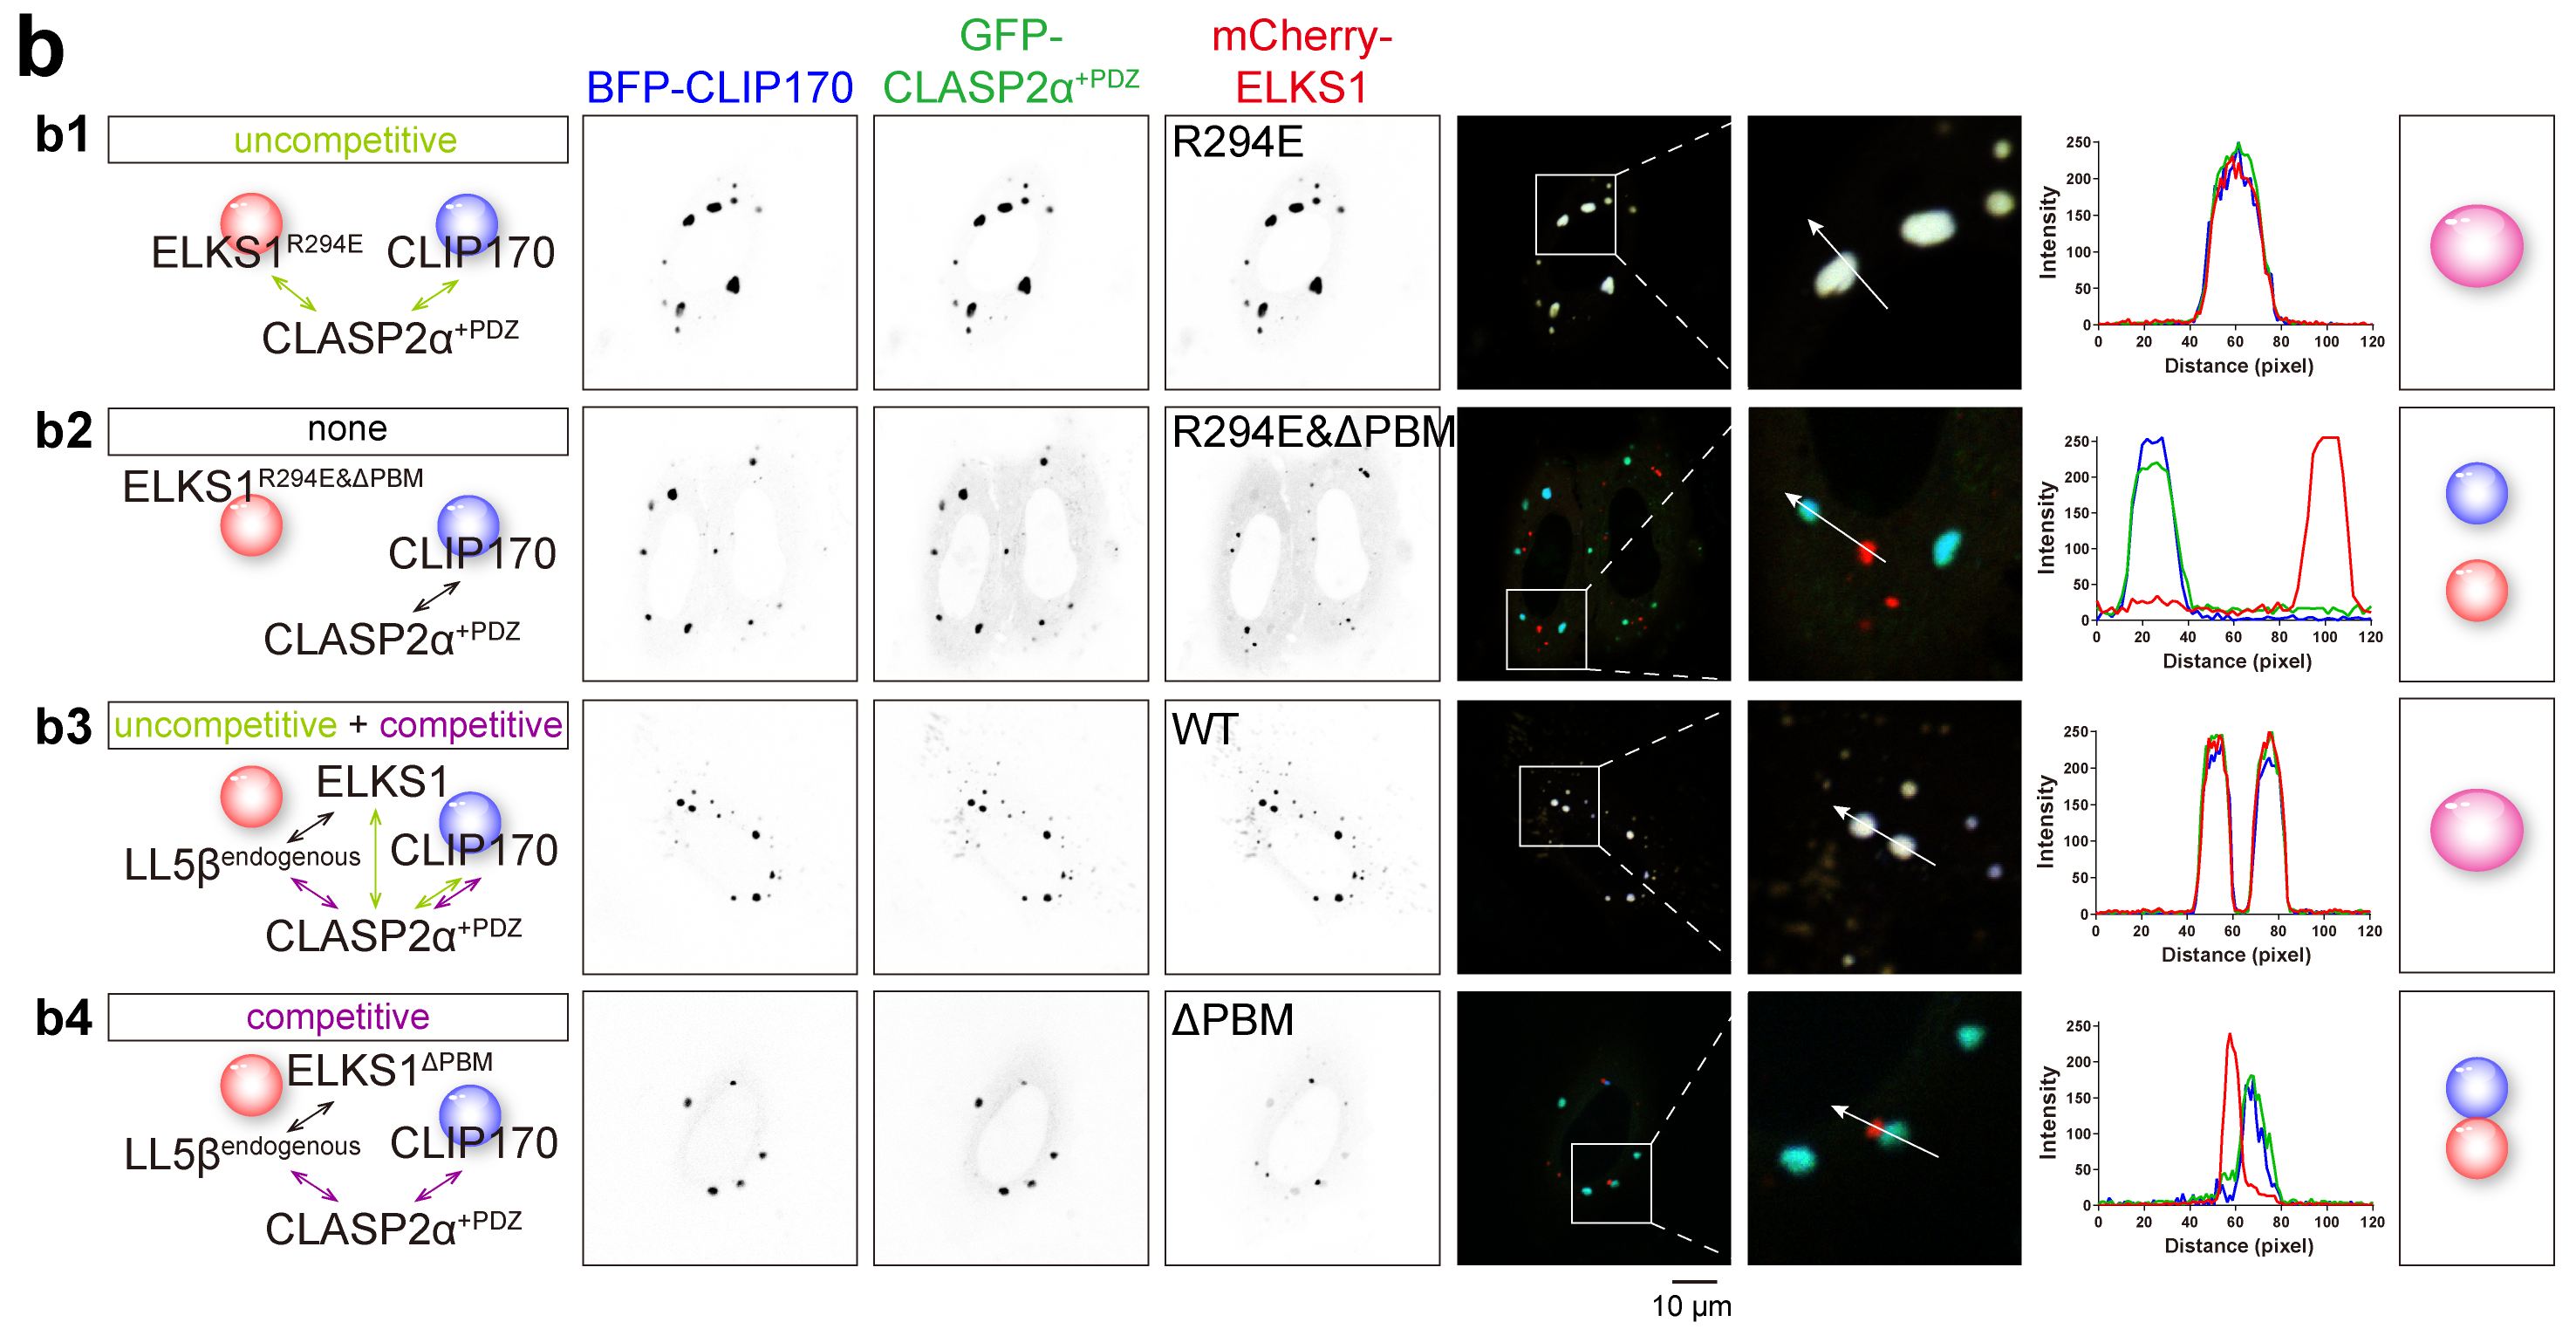 b
GFP-
mCherry-
BFP-CLIP170
CLASP2α+PDZ
ELKS1
b1
uncompetitive
ELKS1R294E
CLIP170
CLASP2α+PDZ
R294E
Intensity
250
200
150
100
50
0
0 20 40 60 80 100 120
Distance (pixel)
b2
none
ELKS1R294E&ΔPBM
CLIP170
CLASP2α+PDZ
R294E&ΔPBM
Intensity
250
200
150
100
50
0
0 20 40 60 80 100 120
Distance (pixel)
b3
uncompetitive + competitive
ELKS1
LL5βendogenous
CLIP170
CLASP2α+PDZ
WT
Intensity
250
200
150
100
50
0
0 20 40 60 80 100 120
Distance (pixel)
b4
competitive
ELKS1ΔPBM
LL5βendogenous
CLIP170
CLASP2α+PDZ
ΔPBM
Intensity
250
200
150
100
50
0
0 20 40 60 80 100 120
Distance (pixel)
10 μm